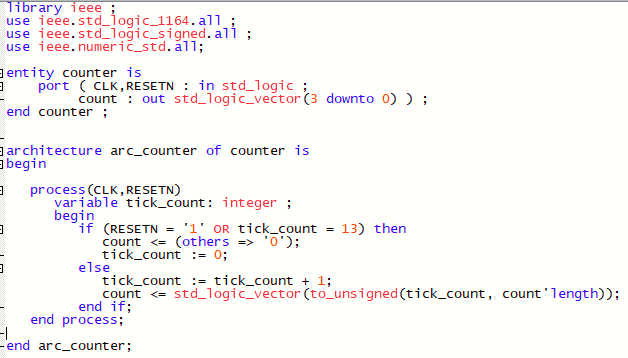 library ieee ;
use ieee.std_logic_1164.all ;
use ieee.std_logic_signed.all ;
use ieee.numeric_std.all;

entity counter is
    port ( CLK,RESETN : in std_logic ;
         count : out std_logic_vector(3 downto 0) ) ;
end counter ;


architecture arc_counter of counter is
begin

   process(CLK,RESETN)
      variable tick_count: integer ;
      begin
         if (RESETN = '1' OR tick_count = 13) then
            count <= (others => '0');
            tick_count := 0;
         else
            tick_count := tick_count + 1;
            count <= std_logic_vector(to_unsigned(tick_count, count'length));
         end if;
   end process;

end arc_counter;